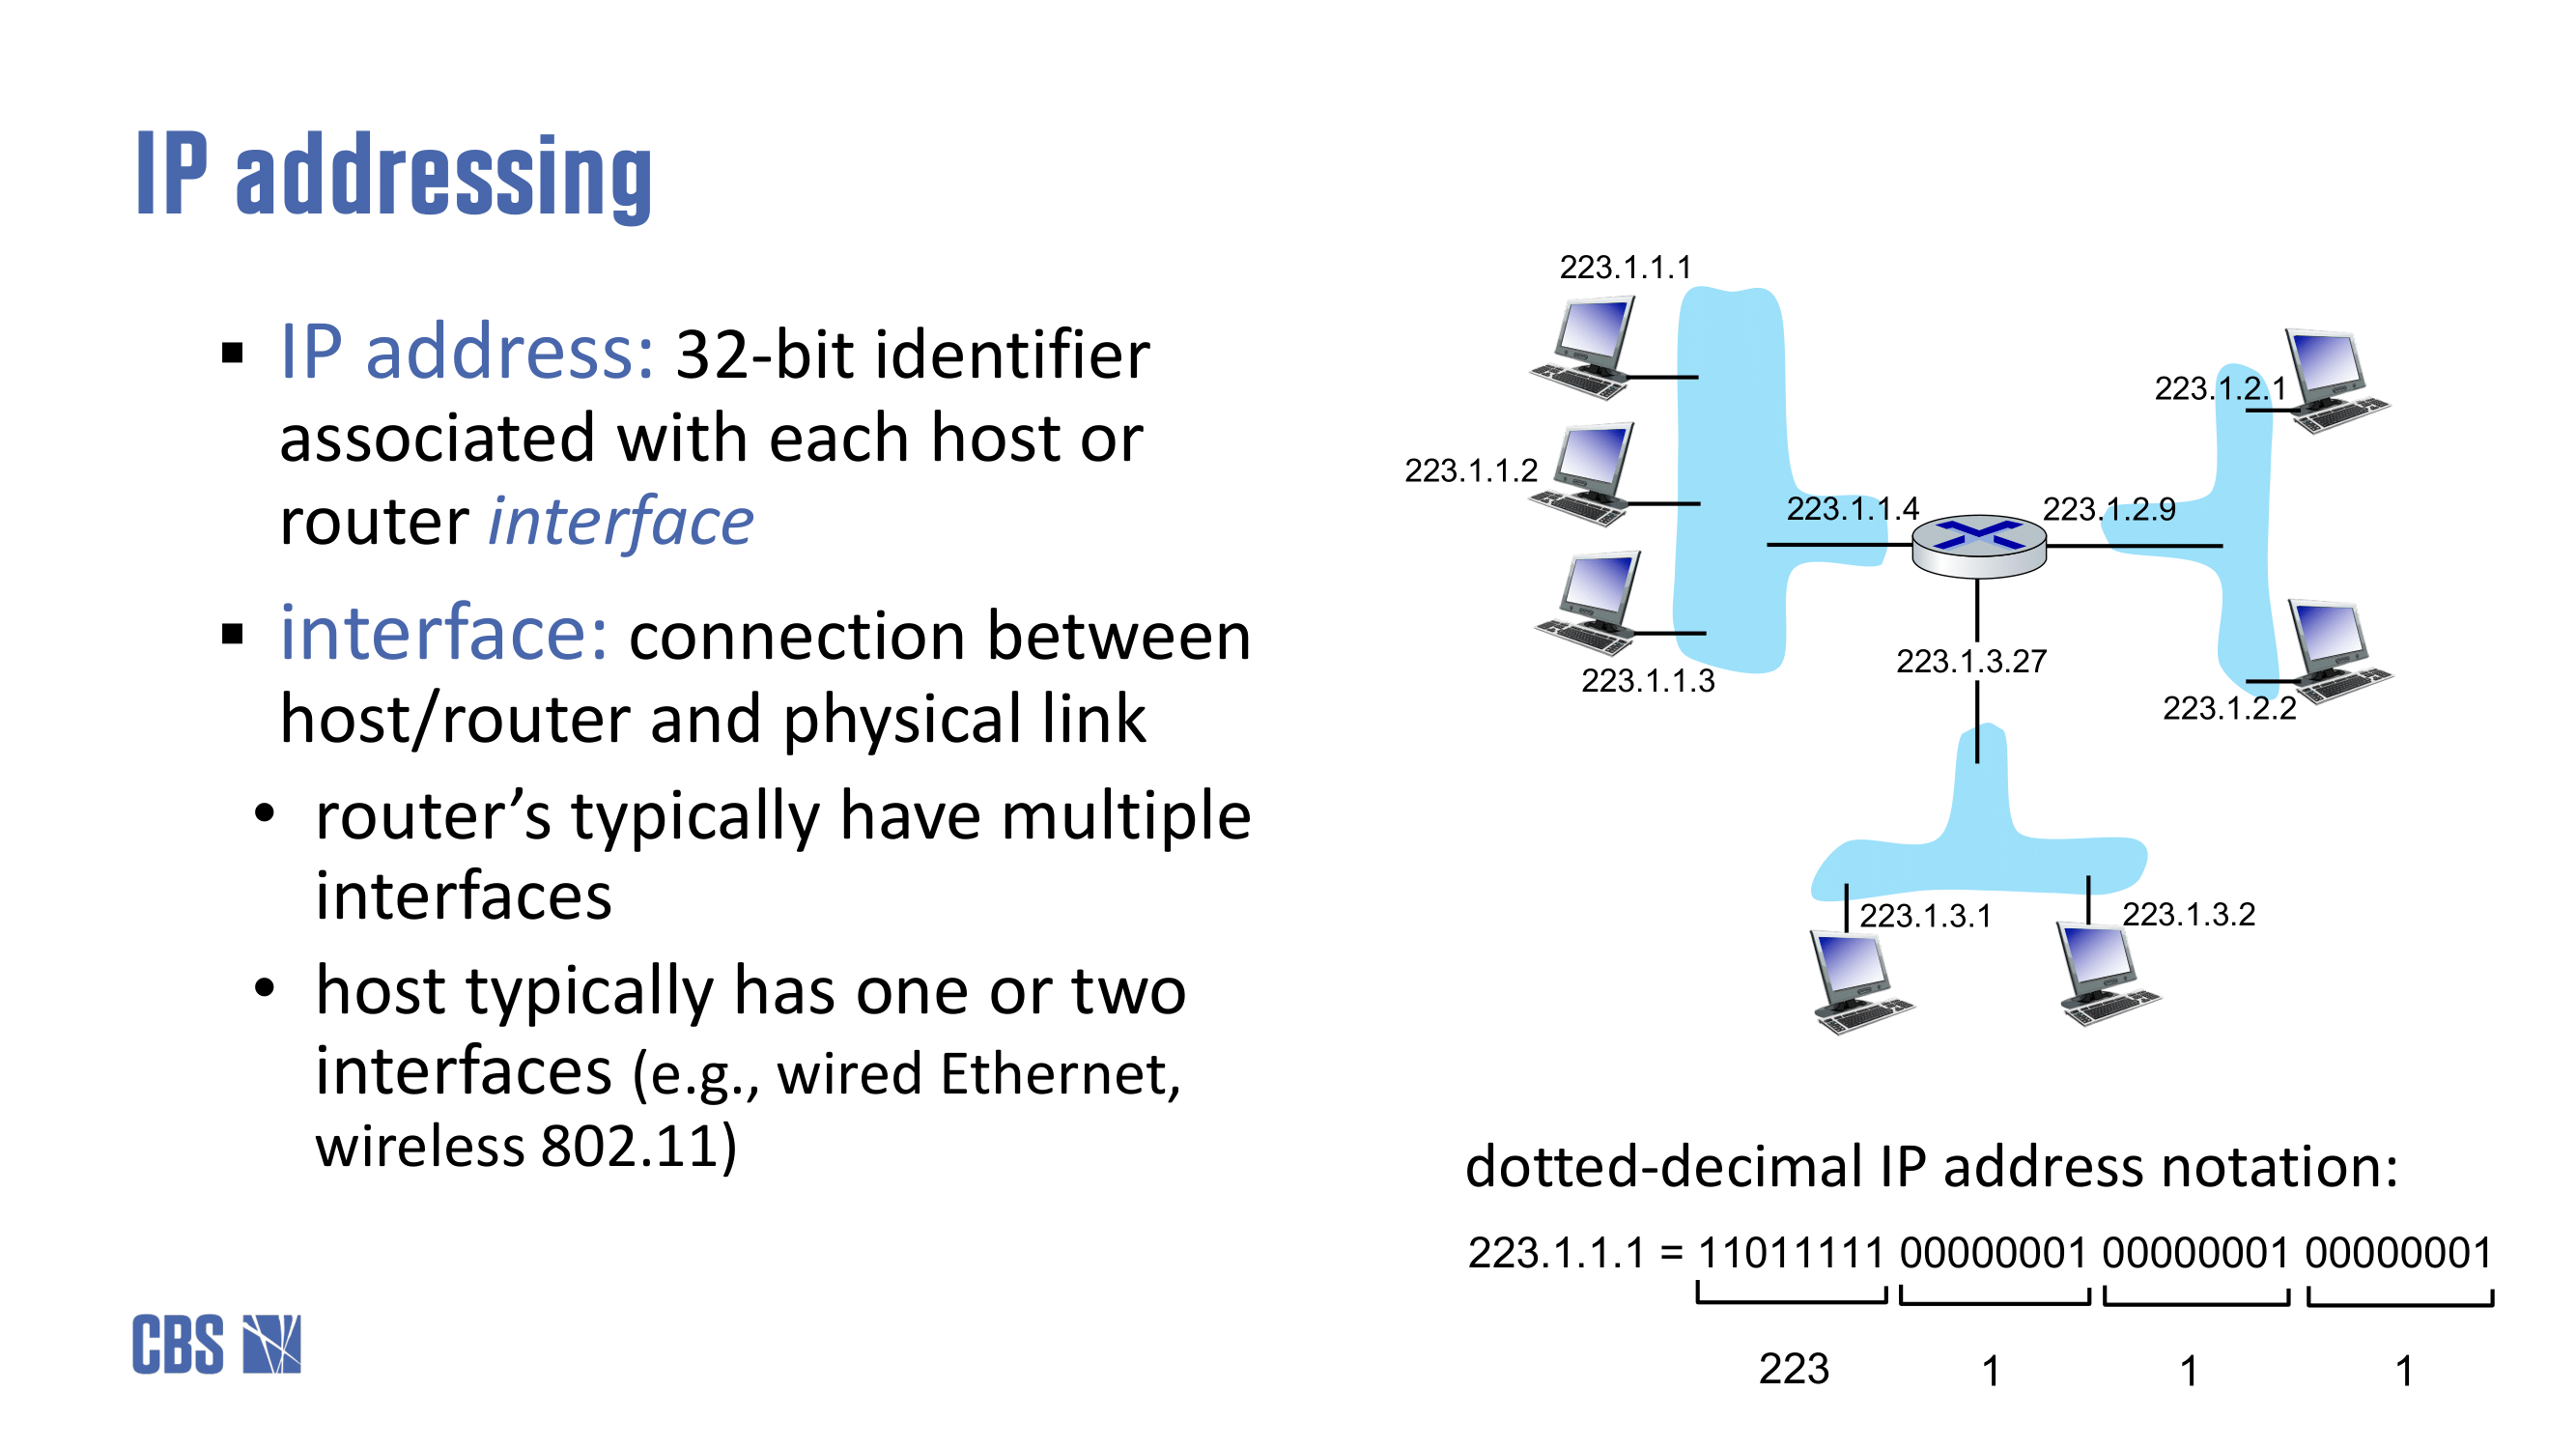 IP addressing
▪ IP address: 32-bit identifier
associated with each host or
router interface
▪ interface: connection between
host/router and physical link
• router’s typically have multiple
interfaces
• host typically has one or two
interfaces (e.g., wired Ethernet,
wireless 802.11)
223.1.1.1
223.1.1.2
223.1.1.3
223.1.1.4
223.1.2.9
223.1.2.1
223.1.2.2
223.1.3.27
223.1.3.1
223.1.3.2
dotted-decimal IP address notation:
223.1.1.1 = 11011111 00000001 00000001 00000001
223 1 1 1
CBS